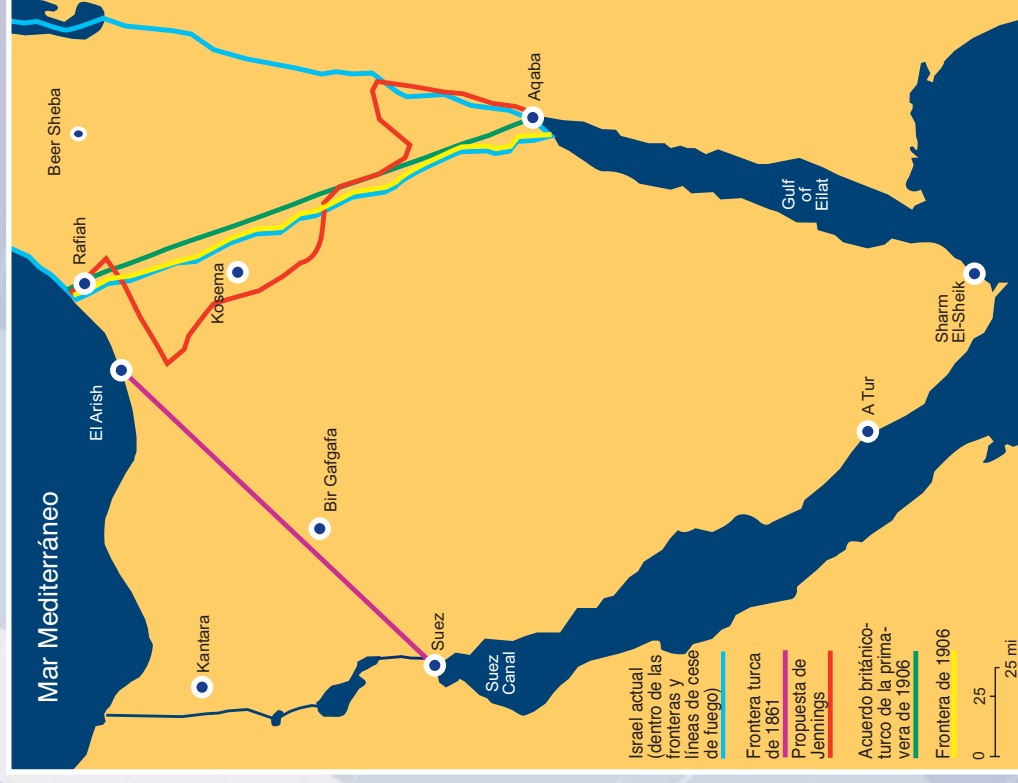 Mar Mediterráneo
Beer Sheba
Rafiah
El Arish
Kosema
Kantara
Bir Gafgafa
Suez
Suez
Canal
Aqaba
Gulf
of
Eilat
A Tur
Sharm
El-Sheik
Israel actual
(dentro de las
fronteras y
líneas de cese
de fuego)
Frontera turca
de 1861
Propuesta de
Jennings
Acuerdo británico-
turco de la prima-
vera de 1906
Frontera de 1906
0 25
25 mi